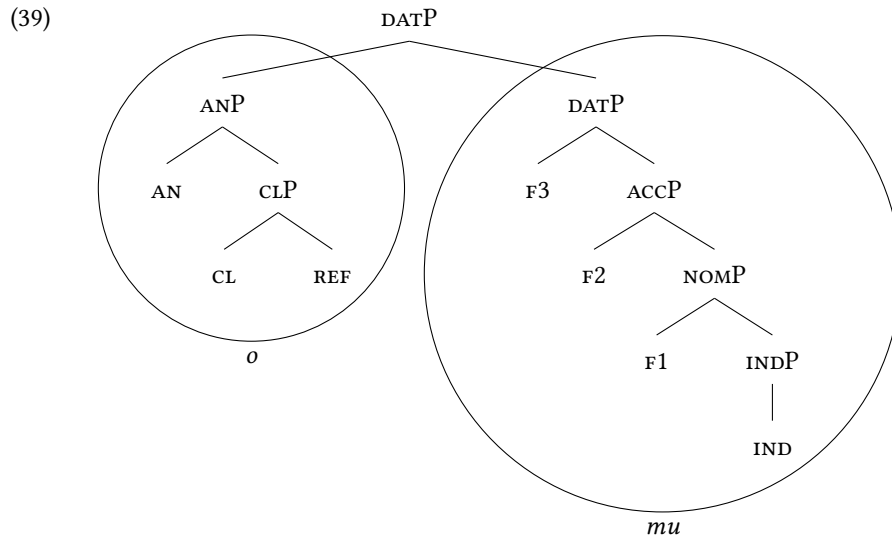 (39) DATP
ANP DATP
AN CLP F3 ACCP
CL REF F2 NOMP
o F1 INDP
IND
mu